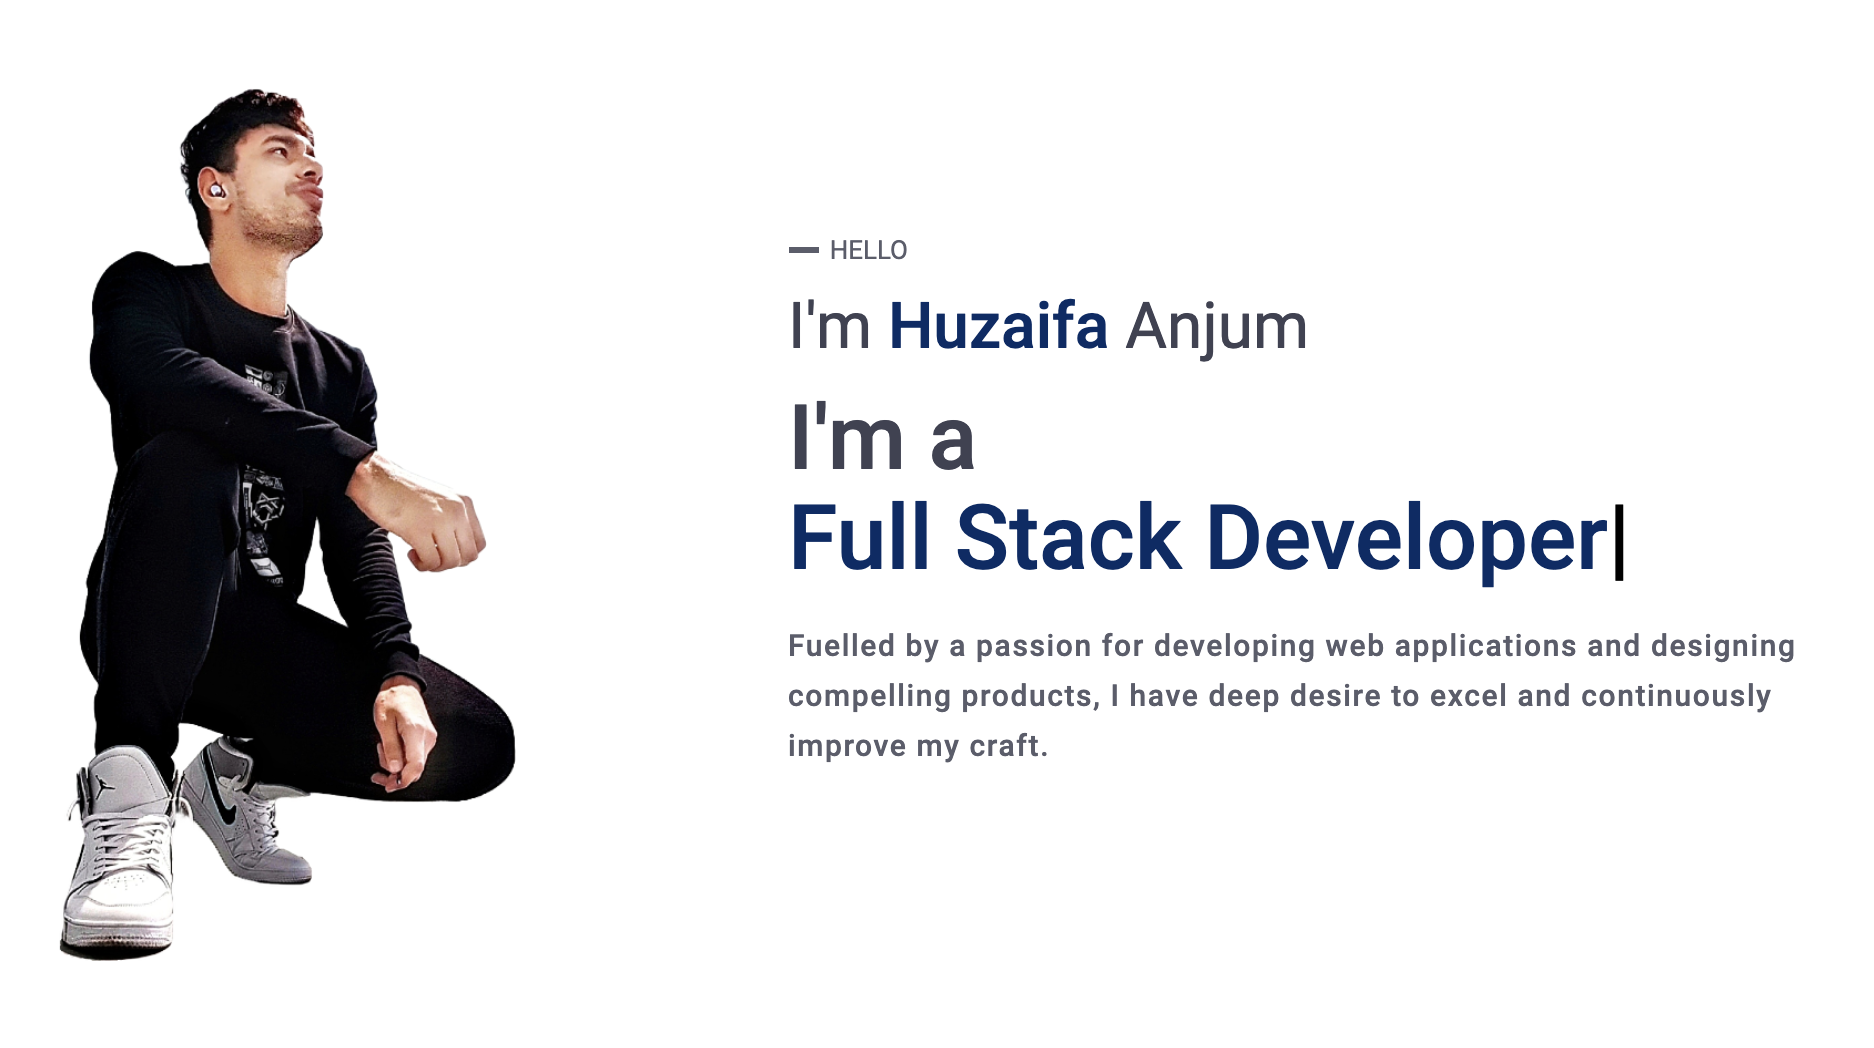 HELLO
I'm Huzaifa Anjum
I'm a
Full Stack Developer|
Fuelled by a passion for developing web applications and designing
compelling products, I have deep desire to excel and continuously
improve my craft.